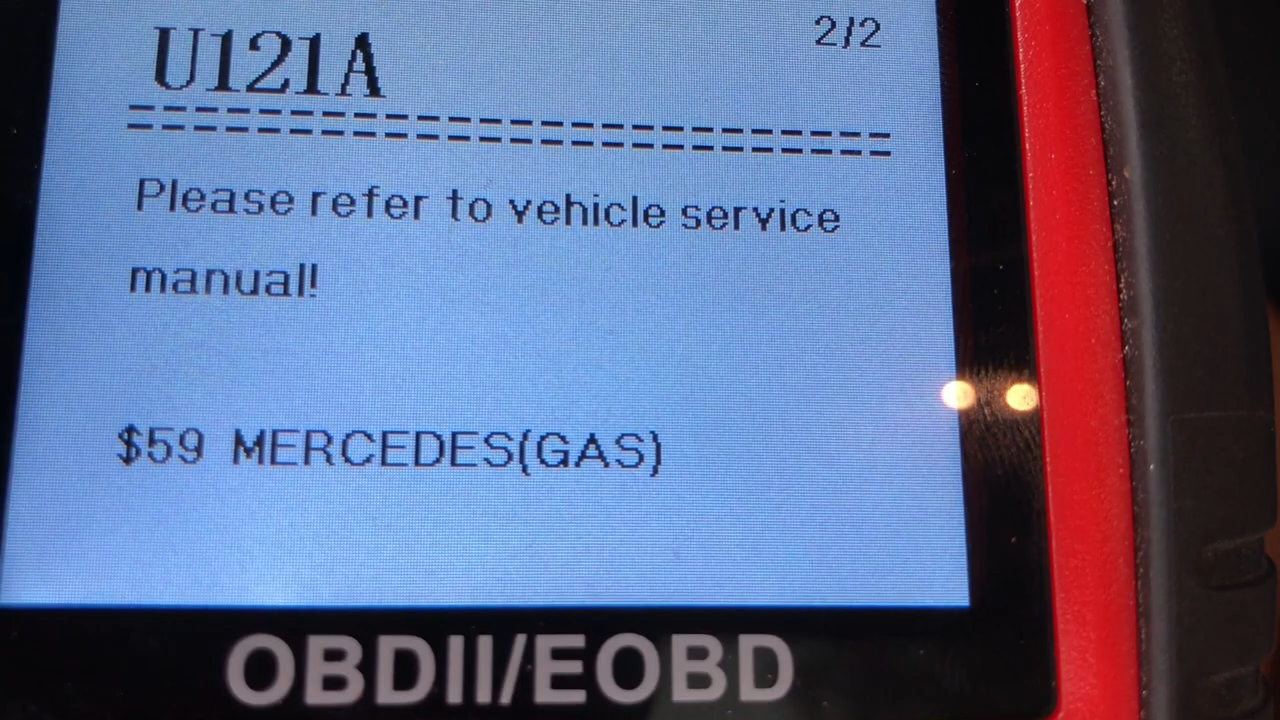 2/2
U121A
==========================
Please refer to vehicle service
manual!
$59 MERCEDES(GAS)
OBDII/EOBD